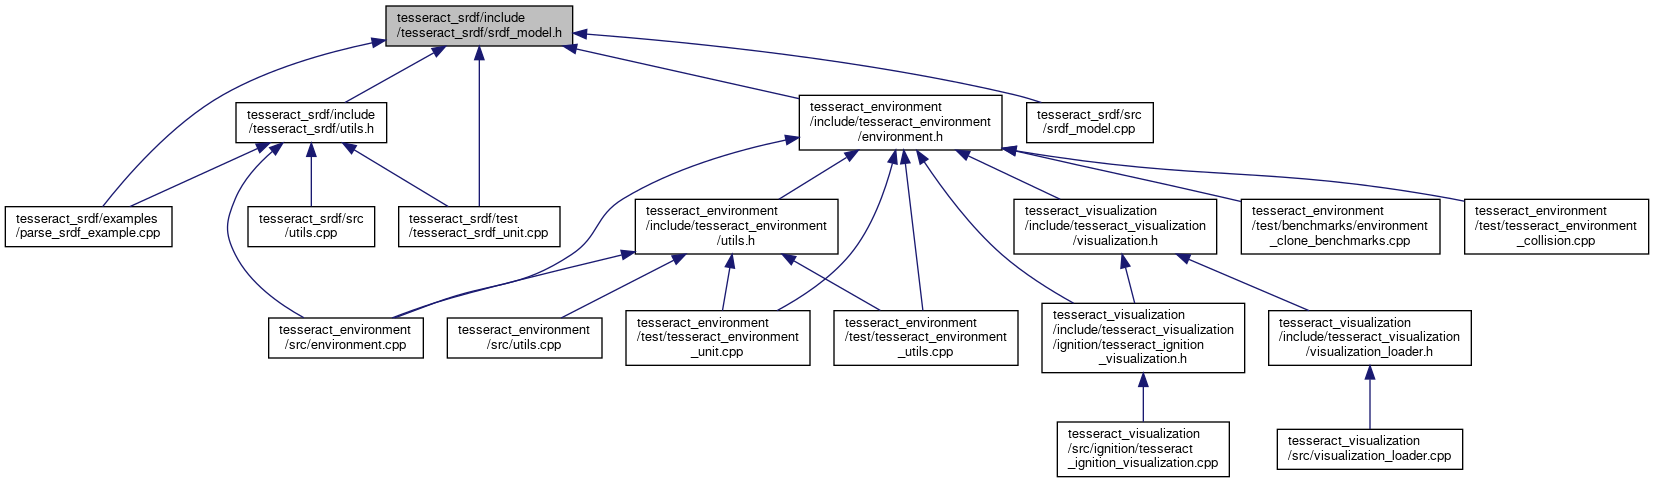 tesseract_srdf/include
/tesseract_srdf/srdf_model.h
tesseract_srdf/include
/tesseract_srdf/utils.h
tesseract_environment
/include/tesseract_environment
/environment.h
tesseract_srdf/src
/srdf_model.cpp
tesseract_srdf/examples
/parse_srdf_example.cpp
tesseract_srdf/src
/utils.cpp
tesseract_srdf/test
/tesseract_srdf_unit.cpp
tesseract_environment
/include/tesseract_environment
/utils.h
tesseract_visualization
/include/tesseract_visualization
/visualization.h
tesseract_environment
/test/benchmarks/environment
_clone_benchmarks.cpp
tesseract_environment
/test/tesseract_environment
_collision.cpp
tesseract_environment
/src/environment.cpp
tesseract_environment
/src/utils.cpp
tesseract_environment
/test/tesseract_environment
_unit.cpp
tesseract_environment
/test/tesseract_environment
_utils.cpp
tesseract_visualization
/include/tesseract_visualization
/ignition/tesseract_ignition
_visualization.h
tesseract_visualization
/include/tesseract_visualization
/visualization_loader.h
tesseract_visualization
/src/ignition/tesseract
_ignition_visualization.cpp
tesseract_visualization
/src/visualization_loader.cpp